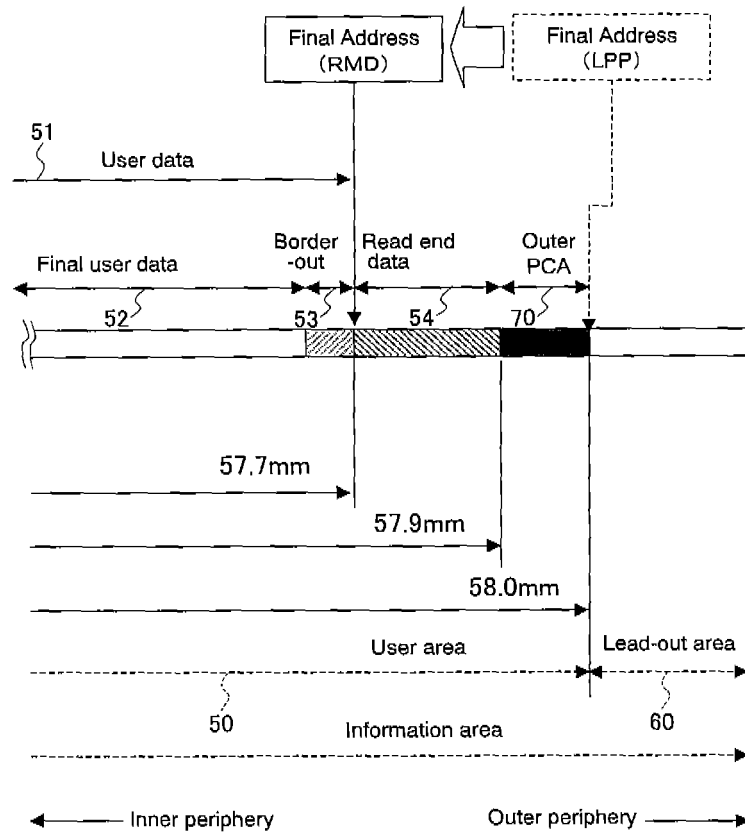 Final Address
(RMD)
Final Address
(LPP)
51
User data
Border
-out
Read end
data
Outer
PCA
Final user data
52
53
54
70
57.7mm
57.9mm
58.0mm
User area
Lead-out area
50
60
Information area
Inner periphery
Outer periphery